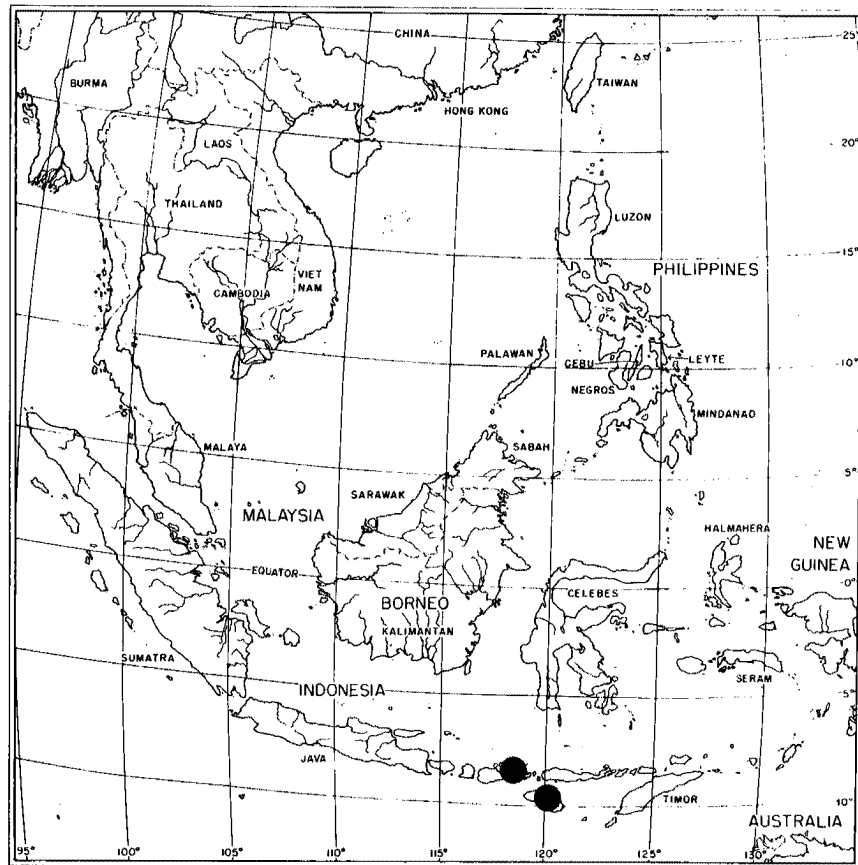 CHINA
25°
BURMA
TAIWAN
HONG KONG
LAOS
20°
THAILAND
LUZON
VIET
NAM
15°
PHILIPPINES
CAMBODIA
PALAWAN
CEBU
LEYTE
10°
NEGROS
MINDANAO
MALAYA
SABAH
5°
SARAWAK
MALAYSIA
HALMAHERA
NEW
GUINEA
EQUATOR
0°
CELEBES
BORNEO
KALIMANTAN
SUMATRA
SERAM
INDONESIA
5°
JAVA
TIMOR
10°
AUSTRALIA
95°
100°
105°
110°
115°
120°
125°
130°